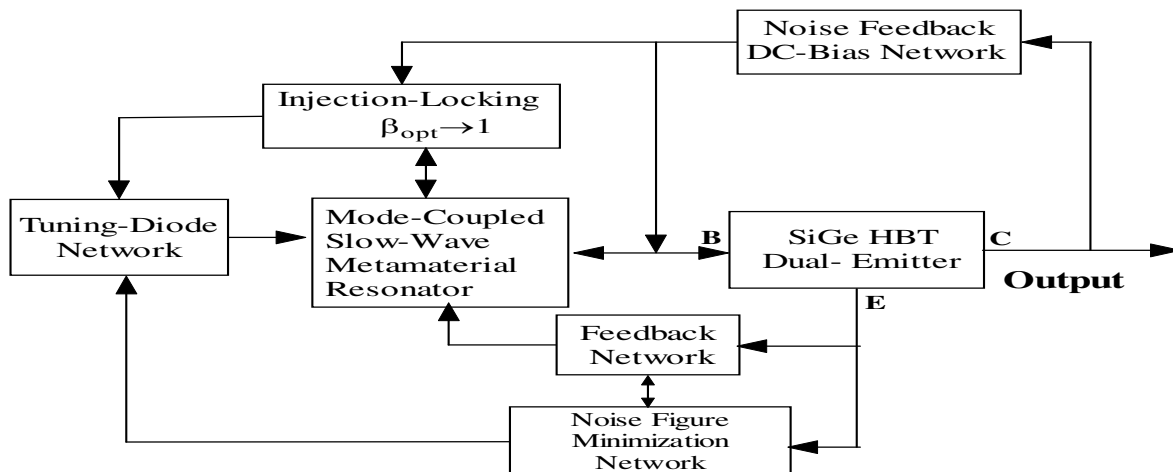 Noise Feedback
DC-Bias Network
Injection-Locking
βopt→1
Tuning-Diode
Network
Mode-Coupled
Slow-Wave
Metamaterial
Resonator
B
SiGe HBT
Dual- Emitter
C
Output
E
Feedback
Network
Noise Figure
Minimization
Network